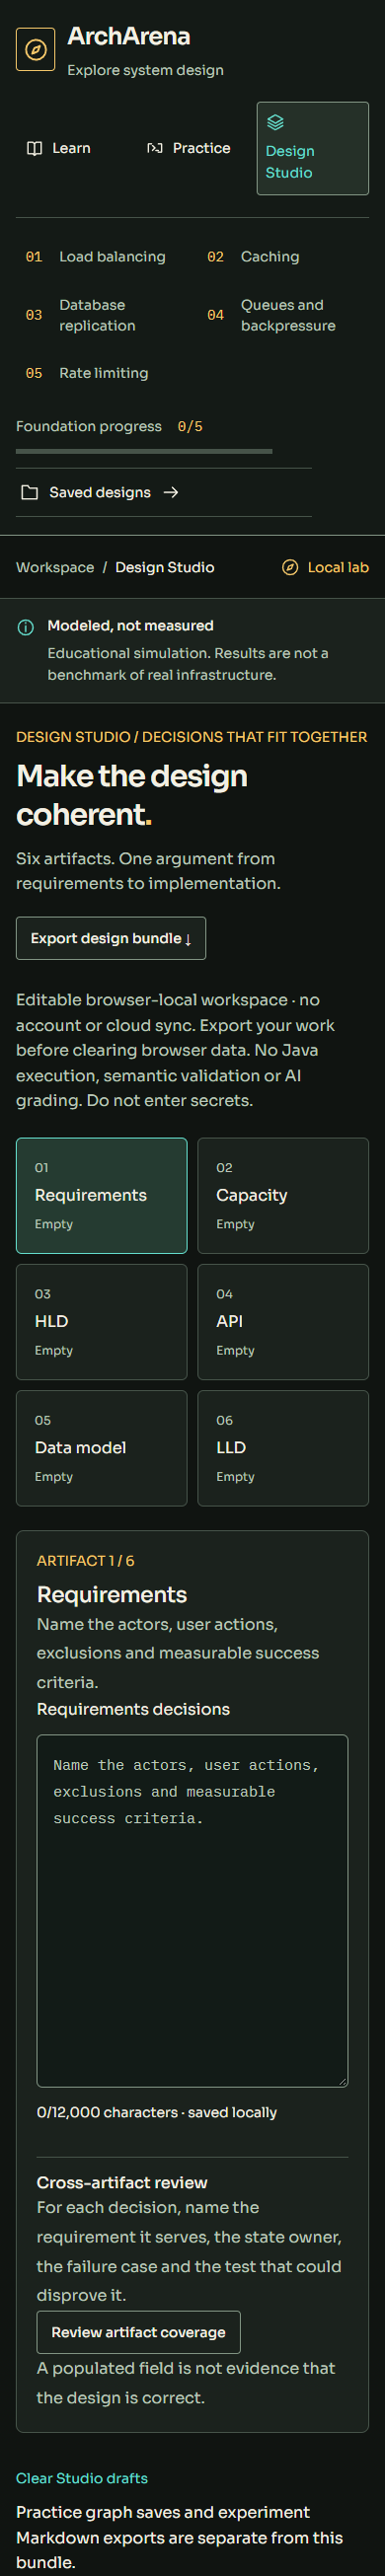 ArchArena
Explore system design
Learn
Practice
Design
Studio
01 Load balancing
02 Caching
03 Database
replication
04 Queues and
backpressure
05 Rate limiting
Foundation progress 0/5
Saved designs →
Workspace / Design Studio
Local lab
Modeled, not measured
Educational simulation. Results are not a
benchmark of real infrastructure.
DESIGN STUDIO / DECISIONS THAT FIT TOGETHER
Make the design
coherent.
Six artifacts. One argument from
requirements to implementation.
Export design bundle ↓
Editable browser-local workspace · no
account or cloud sync. Export your work
before clearing browser data. No Java
execution, semantic validation or AI
grading. Do not enter secrets.
01
Requirements
Empty
02
Capacity
Empty
03
HLD
Empty
04
API
Empty
05
Data model
Empty
06
LLD
Empty
ARTIFACT 1 / 6
Requirements
Name the actors, user actions,
exclusions and measurable success
criteria.
Requirements decisions
Name the actors, user actions,
exclusions and measurable
success criteria.
0/12,000 characters · saved locally
Cross-artifact review
For each decision, name the
requirement it serves, the state owner,
the failure case and the test that could
disprove it.
Review artifact coverage
A populated field is not evidence that
the design is correct.
Clear Studio drafts
Practice graph saves and experiment
Markdown exports are separate from this
bundle.